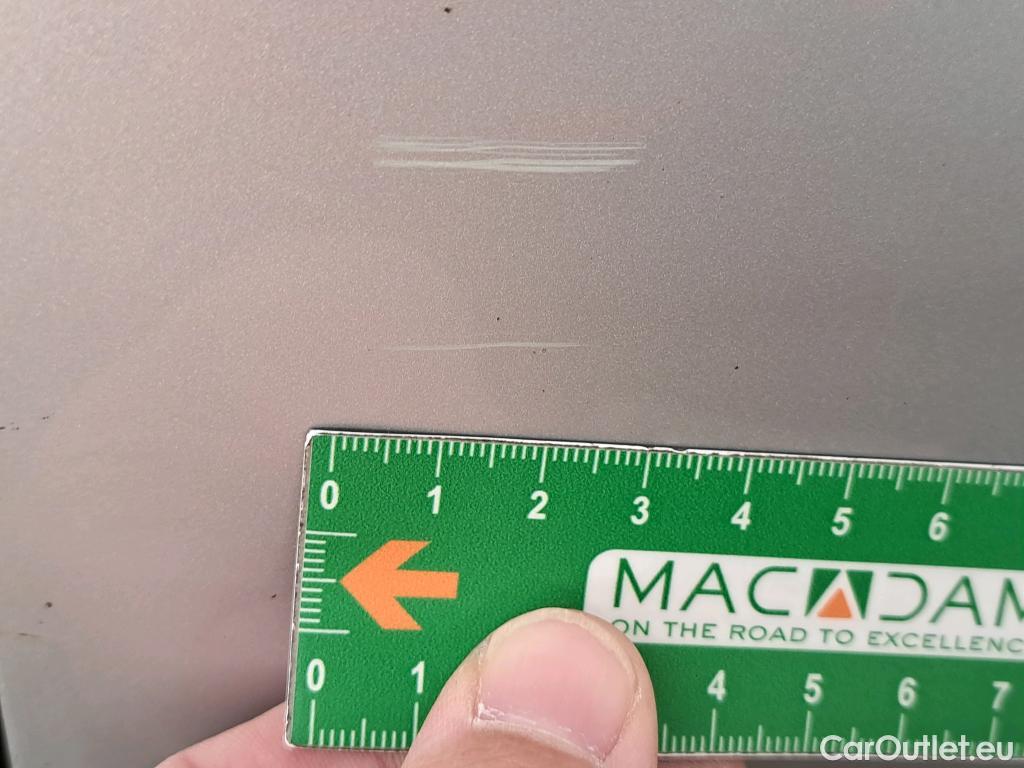 0 1 2 3 4 5 6
MACADAM
ON THE ROAD TO EXCELLENC
0 1 4 5 6 7
CarOutlet.eu